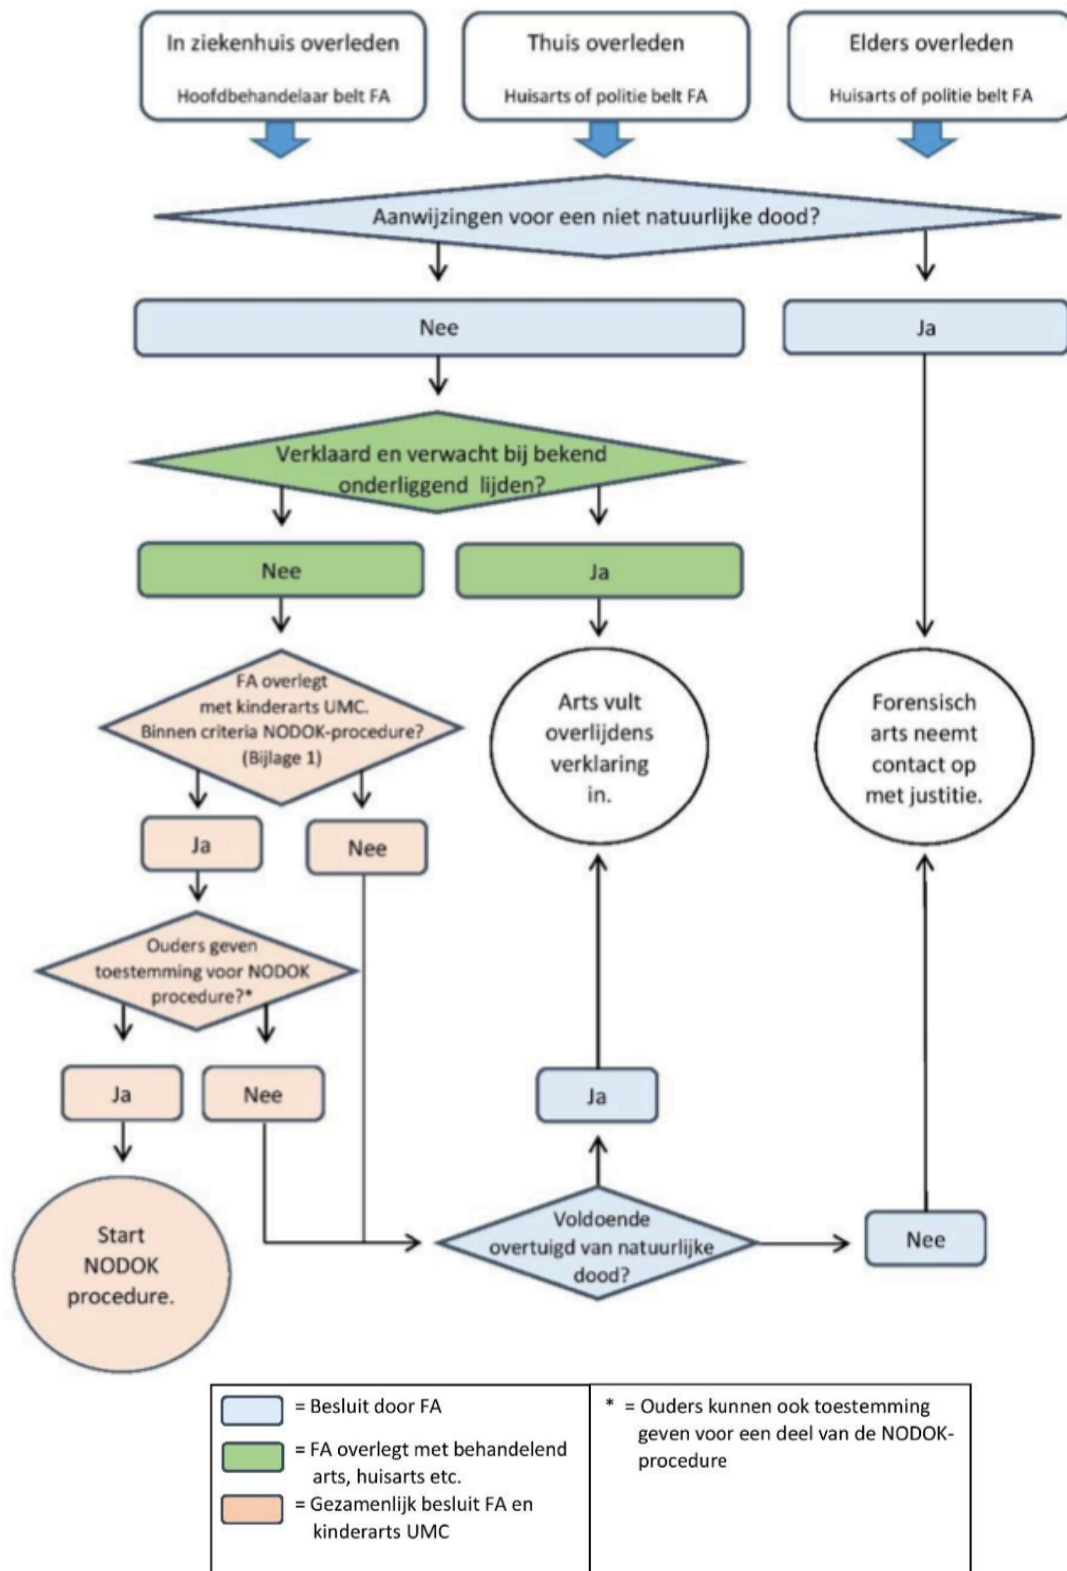 In ziekenhuis overleden
Hoofdbehandelaar belt FA
Thuis overleden
Huisarts of politie belt FA
Elders overleden
Huisarts of politie belt FA
Aanwijzingen voor een niet natuurlijke dood?
Nee
Ja
Verklaard en verwacht bij bekend
onderliggend lijden?
Nee
Ja
FA overlegt
met kinderarts UMC.
Binnen criteria NODOK-procedure?
(Bijlage 1)
Arts vult
overlijdens
verklaring
in.
Forensisch
arts neemt
contact op
met justitie.
Ja
Nee
Ouders geven
toestemming voor NODOK
procedure?*
Ja
Nee
Ja
Start
NODOK
procedure.
Voldoende
overtuigd van natuurlijke
dood?
Nee
= Besluit door FA
= FA overlegt met behandelend
arts, huisarts etc.
= Gezamenlijk besluit FA en
kinderarts UMC
* = Ouders kunnen ook toestemming
geven voor een deel van de NODOK-
procedure